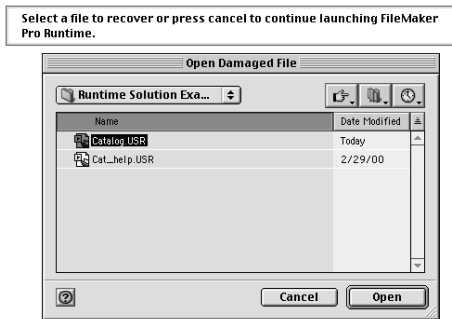 Select a file to recover or press cancel to continue launching FileMaker
Pro Runtime.
Open Damaged File
Runtime Solution Exa...
Name Date Modified
Catalog.USR Today
Cat_help.USR 2/29/00
Cancel Open